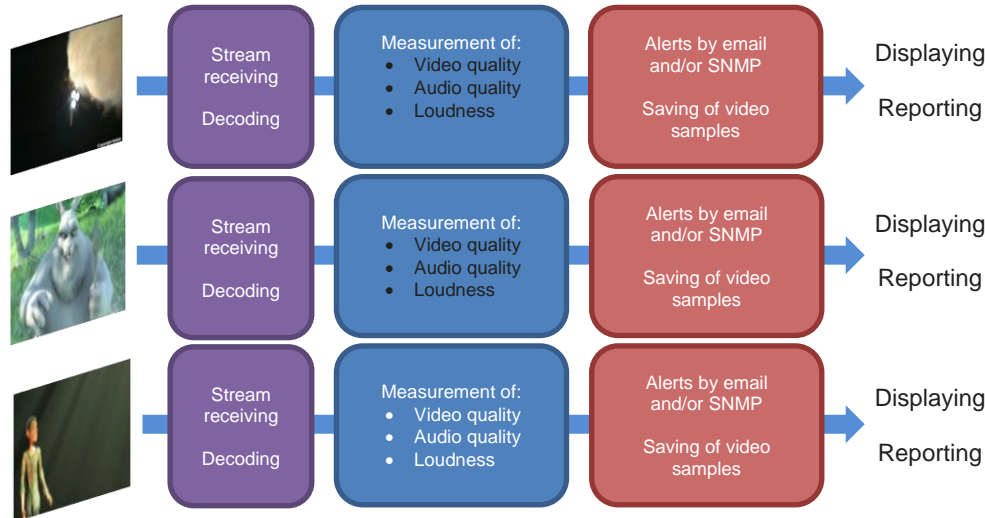 Stream
receiving
Decoding
Measurement of:
• Video quality
• Audio quality
• Loudness
Alerts by email
and/or SNMP
Saving of video
samples
Displaying
Reporting
Stream
receiving
Decoding
Measurement of:
• Video quality
• Audio quality
• Loudness
Alerts by email
and/or SNMP
Saving of video
samples
Displaying
Reporting
Stream
receiving
Decoding
Measurement of:
• Video quality
• Audio quality
• Loudness
Alerts by email
and/or SNMP
Saving of video
samples
Displaying
Reporting